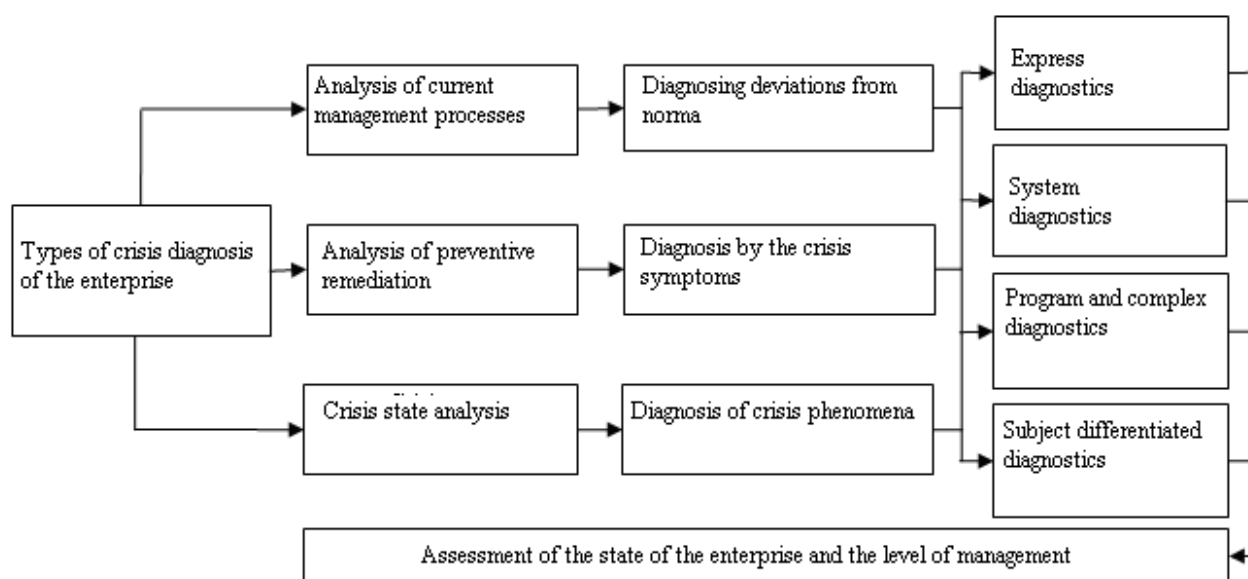 Types of crisis diagnosis
of the enterprise
Analysis of current
management processes
Analysis of preventive
remediation
Crisis state analysis
Diagnosing deviations from
norma
Diagnosis by the crisis
symptoms
Diagnosis of crisis phenomena
Express
diagnostics
System
diagnostics
Program and complex
diagnostics
Subject differentiated
diagnostics
Assessment of the state of the enterprise and the level of management